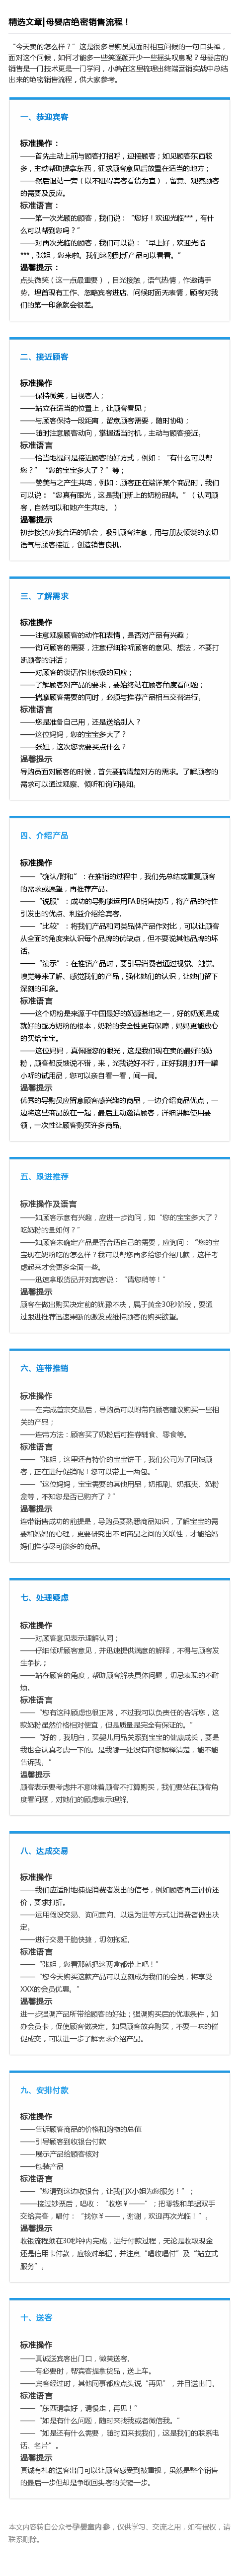 精选文章|母婴店绝密销售流程！
“今天卖的怎么样？”这是很多导购员见面时相互问候的一句口头禅，
面对这个问候，如何才能多一些笑逐颜开少一些摇头叹息呢？母婴店的
销售是一门技术更是一门学问，小编在这里梳理出终端营销实战中总结
出来的绝密销售流程，供大家参考。
一、恭迎宾客
标准操作：
——首先主动上前与顾客打招呼，迎接顾客；如见顾客东西较
多，主动帮助提拿东西，征求顾客意见后放置在适当的地方；
——然后退站一旁（以不阻碍宾客看货为宜），留意、观察顾客
的需要及反应。
标准语言：
——第一次光顾的顾客，我们说：“您好！欢迎光临***，有什
么可以帮到您吗？”
——对再次光临的顾客，我们可以说：“早上好，欢迎光临
***，张姐，您来啦。我们这刚到新产品可以看看。”
温馨提示：
点头微笑（这一点最重要），目光接触，语气热情，作邀请手
势。埋首现有工作、忽略宾客进店、问候时面无表情，顾客对我
们的第一印象就会很差。
二、接近顾客
标准操作
——保持微笑，目视客人；
——站立在适当的位置上，让顾客看见；
——与顾客保持一段距离，留意顾客需要，随时协助；
——随时注意顾客动向，掌握适当时机，主动与顾客接近。
标准语言
——恰当地提问是接近顾客的好方式，例如：“有什么可以帮
您？”“您的宝宝多大了？”等；
——赞美与之产生共鸣，例如：顾客正在端详某个商品时，我们
可以说：“您真有眼光，这是我们新上的奶粉品牌。”（认同顾
客，自然可以和她产生共鸣。）
温馨提示
初步接触应找合适的机会，吸引顾客注意，用与朋友倾谈的亲切
语气与顾客接近，创造销售良机。
三、了解需求
标准操作
——注意观察顾客的动作和表情，是否对产品有兴趣；
——询问顾客的需要，注意仔细聆听顾客的意见、想法，不要打
断顾客的讲话；
——对顾客的谈话作出积极的回应；
——了解顾客对产品的要求，要始终站在顾客角度看问题；
——揣摩顾客需要的同时，必须与推荐产品相互交替进行。
标准语言
——您是准备自己用，还是送给别人？
——这位妈妈，您的宝宝多大了？
——张姐，这次您需要买点什么？
温馨提示
导购员面对顾客的时候，首先要搞清楚对方的需求。了解顾客的
需求可以通过观察、倾听和询问得知。
四、介绍产品
标准操作
——“确认/附和”：在推销的过程中，我们先总结或重复顾客
的需求或愿望，再推荐产品。
——“说服”：成功的导购能运用FAB销售技巧，将产品的特性
引发出的优点、利益介绍给宾客。
——“比较”：将我们产品和同类品牌产品作对比，可以让顾客
从全面的角度来认识每个品牌的优缺点，但不要说其他品牌的坏
话。
——“演示”：在推销产品时，要引导消费者通过视觉、触觉、
嗅觉等来了解、感觉我们的产品，强化她们的认识，让她们留下
深刻的印象。
标准语言
——这个奶粉是来源于中国最好的奶源基地之一，好的奶源是成
就好的配方奶粉的根本，奶粉的安全性更有保障，妈妈更能放心
的买给宝宝。
——这位妈妈，真佩服您的眼光，这是我们现在卖的最好的奶
粉，顾客都反馈说不错，来，光我说好不行，正好我刚打开一罐
小听的试用品，您可以亲自看一看，闻一闻。
温馨提示
优秀的导购员应留意顾客感兴趣的商品，一边介绍商品优点，一
边将这些商品放在一起，最后主动邀请顾客，详细讲解使用要
领，一次性让顾客购买许多商品。
五、跟进推荐
标准操作及语言
——如顾客示意有兴趣，应进一步询问，如“您的宝宝多大了？
吃奶粉的量如何？”
——如顾客未确定产品是否合适自己的需要，应询问：“您的宝
宝现在奶粉吃的怎么样？我可以帮您再多给您介绍几款，这样考
虑起来才会更多全面一些。
——迅速拿取货品并对宾客说：“请您稍等！”
温馨提示
顾客在做出购买决定前的犹豫不决，属于黄金30秒阶段，要通
过跟进推荐迅速果断的激发或维持顾客的购买欲望。
六、连带推销
标准操作
——在完成首宗交易后，导购员可以附带向顾客建议购买一些相
关的产品；
——连带方法：顾客买了奶粉后可推荐辅食、零食等。
标准语言
——“张姐，这里还有特价的宝宝饼干，我们公司为了回馈顾
客，正在进行促销呢！您可以带上一两包。”
——“这位妈妈，宝宝需要的其他用品，奶瓶刷、奶瓶夹、奶粉
盒等，不知您是否已购齐了？”
温馨提示
连带销售成功的前提是，导购员要熟悉商品知识，了解宝宝的需
要和妈妈的心理，更要研究出不同商品之间的关联性，才能给妈
妈们推荐尽可能多的商品。
七、处理疑虑
标准操作
——对顾客意见表示理解认同；
——仔细倾听顾客意见，并迅速提供满意的解释，不得与顾客发
生争执；
——站在顾客的角度，帮助顾客解决具体问题，切忌表现的不耐
烦。
标准语言
——“您有这种顾虑也很正常，不过我可以负责任的告诉您，这
款奶粉虽然价格相对便宜，但是质量是完全有保证的。”
——“好的，我明白，买婴儿用品关系到宝宝的健康成长，要是
我也会认真考虑一下的。是我哪一处没有向您解释清楚，能不能
告诉我。”
温馨提示
顾客表示要考虑并不意味着顾客不打算购买，我们要站在顾客角
度看问题，对她们的顾虑表示理解。
八、达成交易
标准操作
——我们应适时地捕捉消费者发出的信号，例如顾客再三讨价还
价，要求打折。
——运用假设交易、询问意向、以退为进等方式让消费者做出决
定。
——进行交易干脆快捷，切勿拖延。
标准语言
——“张姐，您看那就把这两盒都带上吧！”
——“您今天购买这款产品可以立刻成为我们的会员，将享受
XXX的会员优惠。”
温馨提示
进一步强调产品所带给顾客的好处；强调购买后的优惠条件，如
办会员卡，促使顾客做决定。如果顾客放弃购买，不要一味的催
促成交，可以进一步了解需求介绍产品。
九、安排付款
标准操作
——告诉顾客商品的价格和购物的总值
——引导顾客到收银台付款
——展示产品给顾客核对
——包装产品
标准语言
——“您请到这边收银台，让我们X小姐为您服务！”；
——接过钞票后，唱收：“收您￥——”；把零钱和单据双手
交给宾客，唱付：“找你￥——，谢谢，欢迎再次光临！”。
温馨提示
收银流程须在30秒钟内完成，进行付款过程，无论是收取现金
还是信用卡付款，应核对单据，并注意“唱收唱付”及“站立式
服务”。
十、送客
标准操作
——真诚送宾客出门口，微笑送客。
——有必要时，帮宾客提拿货品，送上车。
——宾客经过时，其他同事都应点头说“再见”，并目送出门。
标准语言
——“东西请拿好，请慢走，再见！”
——“如是有什么问题，随时来找我或者微信我。”
——“如是还有什么需要，随时回来找我们，这是我们的联系电
话、名片”。
温馨提示
真诚有礼的送客出门可以让顾客感受到被重视，虽然是整个销售
的最后一步但却是争取回头客的关键一步。
本文内容转自公众号孕婴童内参，仅供学习、交流之用，如有侵权，请
联系删除。